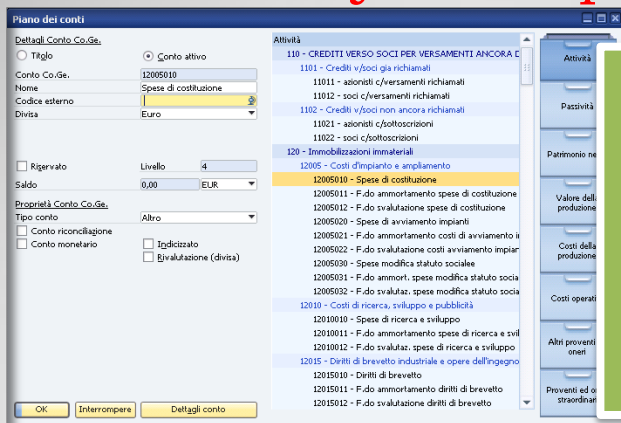 Piano dei conti
Dettagli Conto Co.Ge.
Titolo
Conto attivo
Conto Co.Ge. 12005010
Nome Spese di costituzione
Codice esterno
Divisa Euro
Riservato
Livello 4
Saldo 0,00 EUR
Proprietà Conto Co.Ge.
Tipo conto Altro
Conto riconciliazione
Conto monetario
Indicizzato
Rivalutazione (divisa)
OK
Interrompere
Dettagli conto
Attività
110 - CREDITI VERSO SOCI PER VERSAMENTI ANCORA
1101 - Crediti v/soci gia richiamati
11011 - azionisti c/versamenti richiamati
11012 - soci c/versamenti richiamati
1102 - Crediti v/soci non ancora richiamati
11021 - azionisti c/sottoscrizioni
11022 - soci c/sottoscrizioni
120 - Immobilizzazioni immateriali
12005 - Costi d'impianto e ampliamento
12005010 - Spese di costituzione
12005011 - F.do ammortamento spese di costituzione
12005012 - F.do svalutazione spese di costituzione
12005020 - Spese di avviamento impianti
12005021 - F.do ammortamento costi di avviamento i
12005022 - F.do svalutazione costi avviamento impian
12005030 - Spese modifica statuto socialee
12005031 - F.do ammort. spese modifica statuto socia
12005032 - F.do svalutaz. spese modifica statuto socia
12010 - Costi di ricerca, sviluppo e pubblicità
12010010 - Spese di ricerca e sviluppo
12010011 - F.do ammortamento spese di ricerca e svil
12010012 - F.do svalutaz. spese di ricerca e sviluppo
12015 - Diritti di brevetto industriale e opere dell'ingegno
12015010 - Diritti di brevetto
12015011 - F.do ammortamento diritti di brevetto
12015012 - F.do svalutazione diritti di brevetto
Attività
Passività
Patrimonio ne
Valore dell
produzione
Costi della
produzione
Costi operati
Altri proventi
oneri
Proventi ed o
straordinar